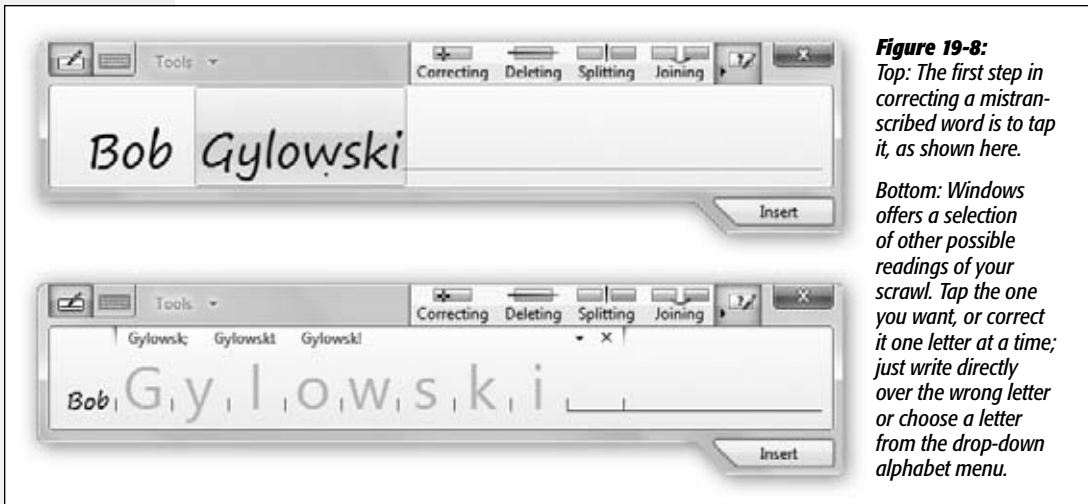 Tools
Correcting Deleting Splitting Joining
Bob Gylowski
Insert
Tools
Correcting Deleting Splitting Joining
Gylowsk; Gylowskt Gylowsk!
Bob Gylowski
Insert
Figure 19-8:
Top: The first step in
correcting a mistran-
scribed word is to tap
it, as shown here.
Bottom: Windows
offers a selection
of other possible
readings of your
scrawl. Tap the one
you want, or correct
it one letter at a time;
just write directly
over the wrong letter
or choose a letter
from the drop-down
alphabet menu.